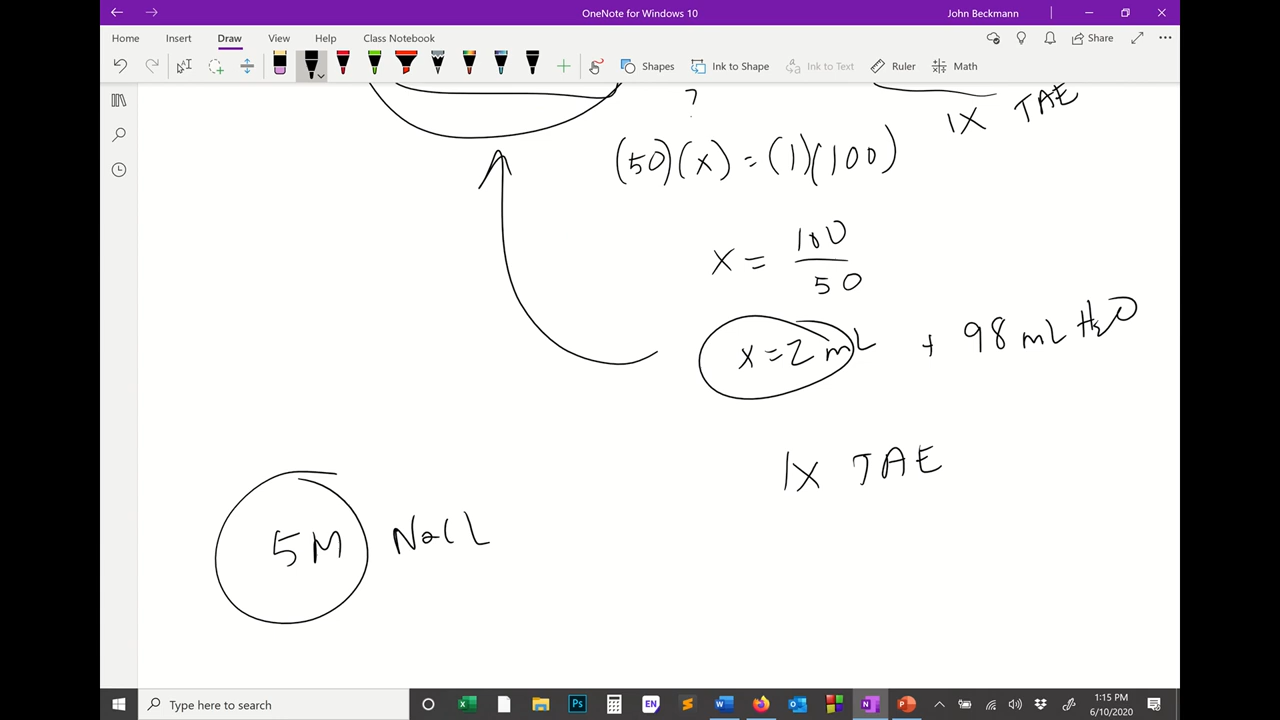 OneNote for Windows 10
John Beckmann
Home Insert Draw View Help Class Notebook
Share
Shapes Ink to Shape Ink to Text Ruler Math
?
1X TAE
(50)(x) = (1)(100)
x = 100
50
x = 2 mL + 98 mL H2O
1X TAE
5M NaCl
Type here to search
EN
1:15 PM
6/10/2020